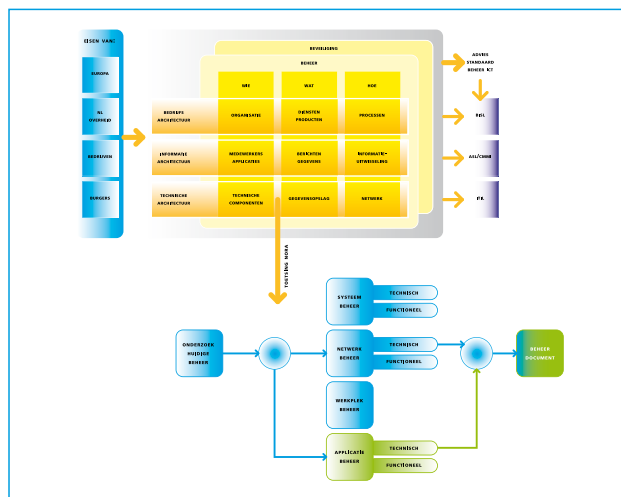 EISEN VAN:
EUROPA
NL
OVERHEID
BEDRIJVEN
BURGERS
BEVEILIGING
BEHEER
WIE
WAT
HOE
BEDRIJFS
ARCHITECTUUR
ORGANISATIE
DIENSTEN
PRODUCTEN
PROCESSEN
INFORMATIE
ARCHITECTUUR
MEDEWERKERS
APPLICATIES
BERICHTEN
GEGEVENS
INFORMATIE-
UITWISSELING
TECHNISCHE
ARCHITECTUUR
TECHNISCHE
COMPONENTEN
GEGEVENSOPSLAG
NETWERK
ADVIES
STANDAARD
BEHEER ICT
BISL
ASL/CMMI
ITIL
TOETSING NORA
SYSTEEM
BEHEER
TECHNISCH
FUNCTIONEEL
ONDERZOEK
HUIDIGE
BEHEER
NETWERK
BEHEER
TECHNISCH
FUNCTIONEEL
BEHEER
DOCUMENT
WERKPLEK
BEHEER
APPLICATIE
BEHEER
TECHNISCH
FUNCTIONEEL